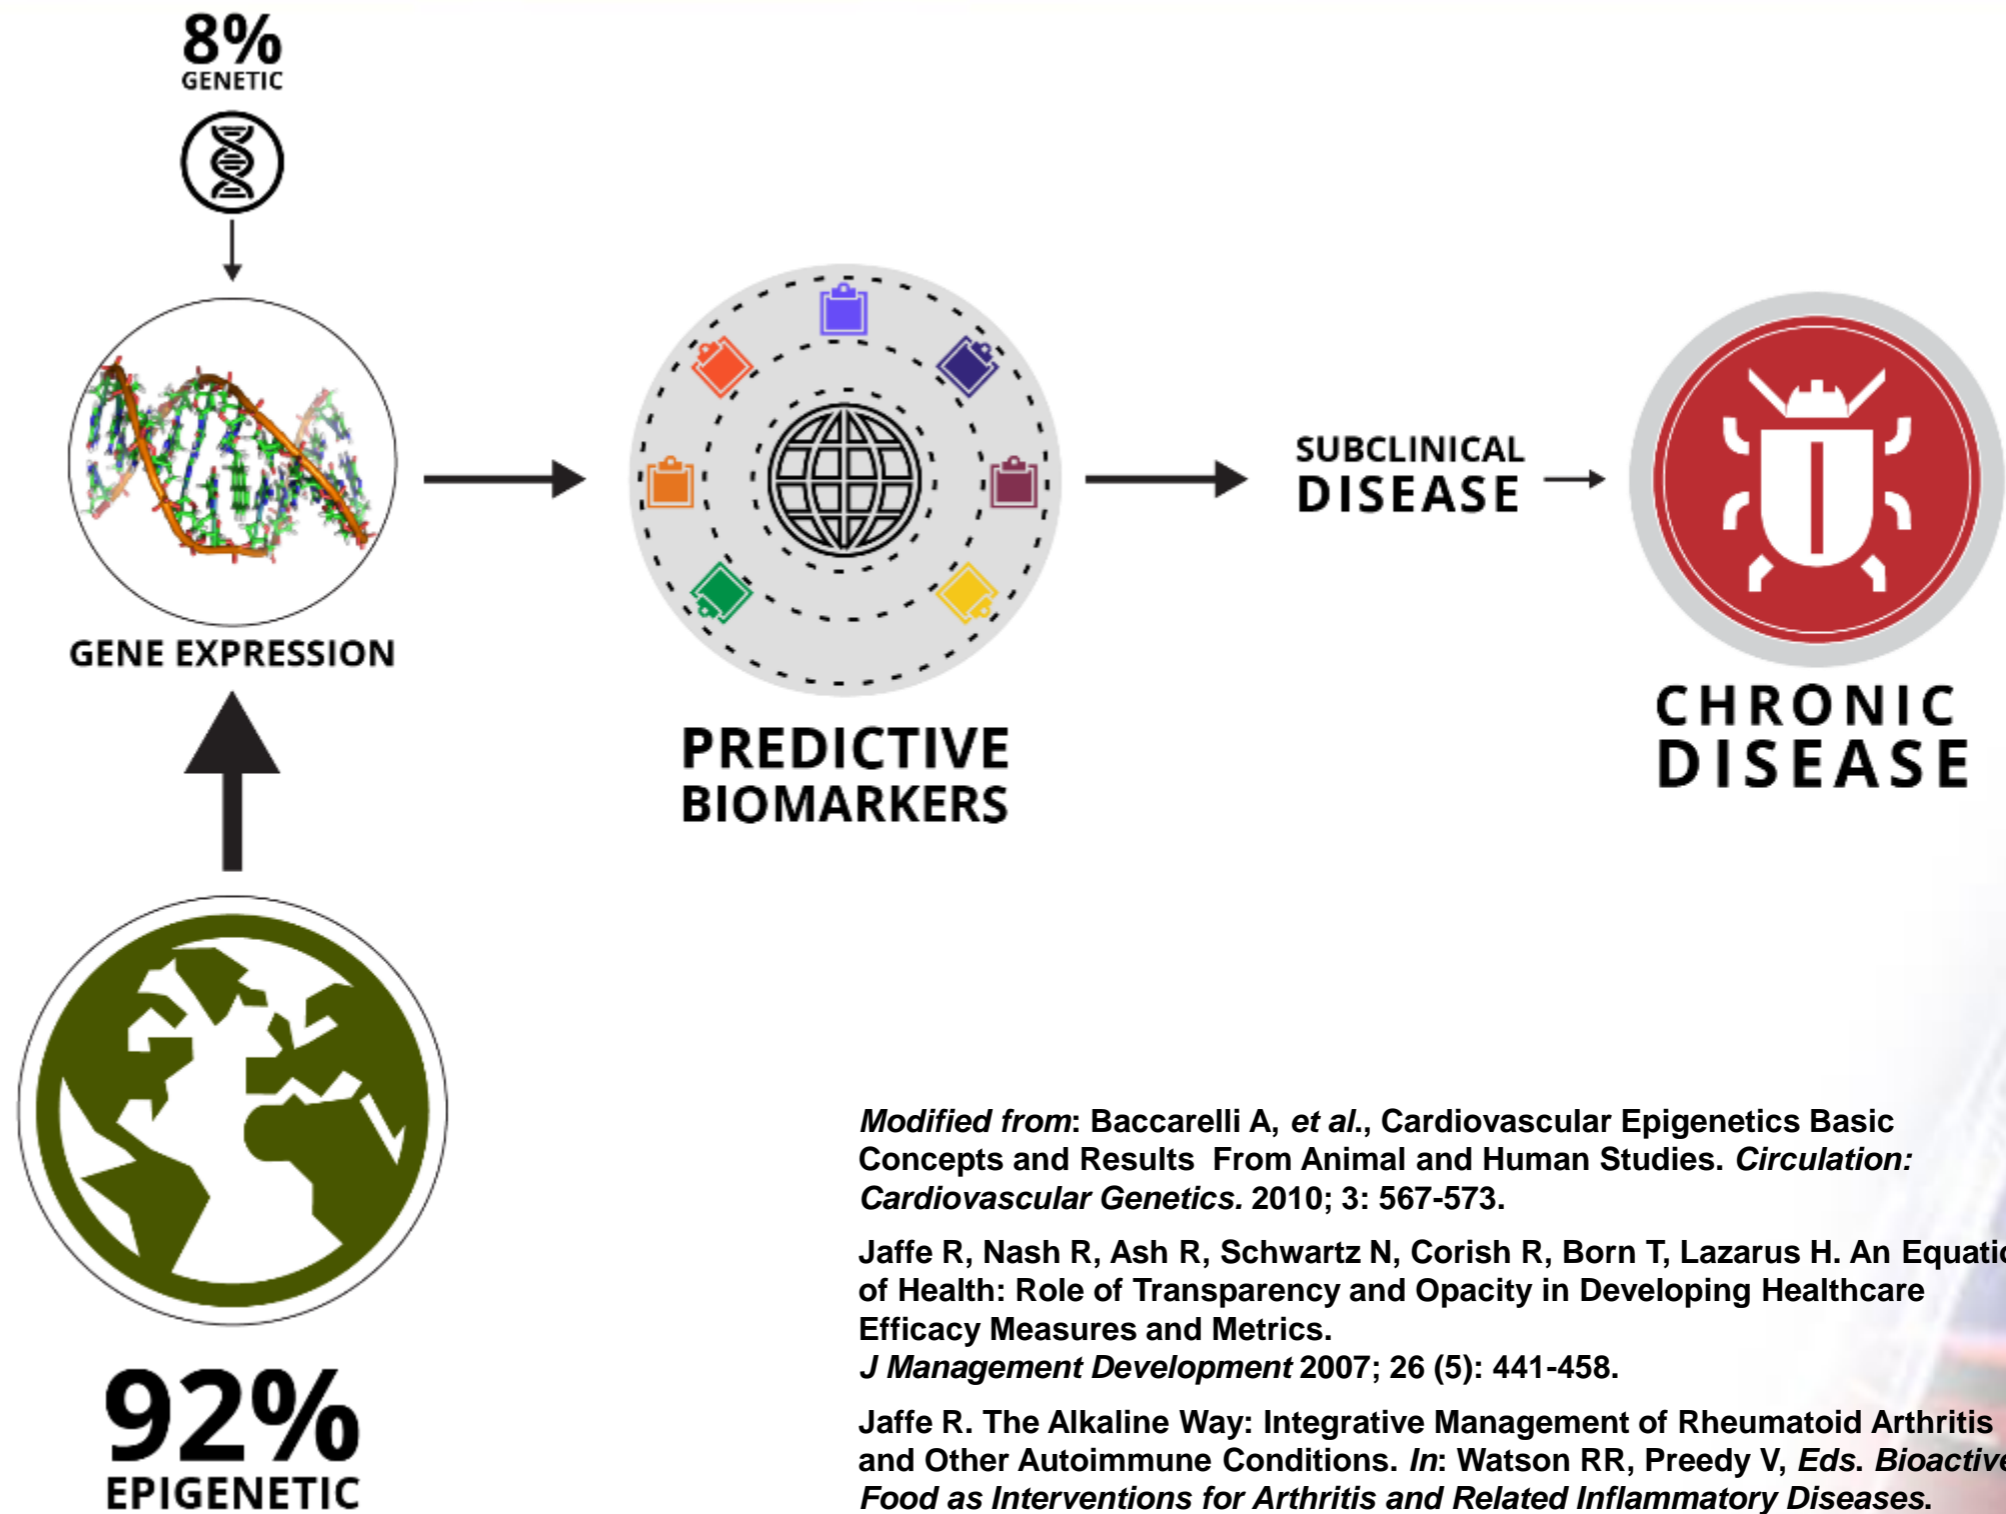 8%
GENETIC
GENE EXPRESSION
92%
EPIGENETIC
PREDICTIVE
BIOMARKERS
SUBCLINICAL
DISEASE
CHRONIC
DISEASE
Modified from: Baccarelli A, et al., Cardiovascular Epigenetics Basic
Concepts and Results From Animal and Human Studies. Circulation:
Cardiovascular Genetics. 2010; 3: 567-573.
Jaffe R, Nash R, Ash R, Schwartz N, Corish R, Born T, Lazarus H. An
of Health: Role of Transparency and Opacity in Developing Healthcare
Efficacy Measures and Metrics.
J Management Development 2007; 26 (5): 441-458.
Jaffe R. The Alkaline Way: Integrative Management of Rheumatoid Arthritis
and Other Autoimmune Conditions. In: Watson RR, Preedy V, Eds. Bioactive
Food as Interventions for Arthritis and Related Inflammatory Diseases.